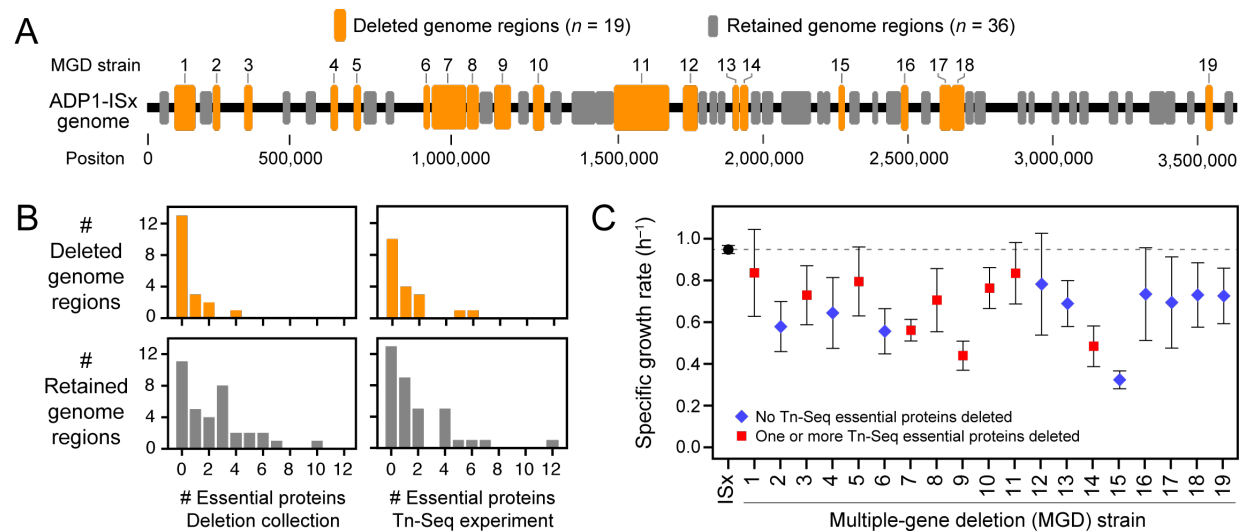 A
Deleted genome regions (n = 19)
Retained genome regions (n = 36)
MGD strain
1 2 3 4 5 6 7 8 9 10 11 12 13 14 15 16 17 18 19
ADP1-ISx
genome
Positon
0 500,000 1,000,000 1,500,000 2,000,000 2,500,000 3,000,000 3,500,000
B
#
Deleted
genome
regions
12
8
4
0
#
Retained
genome
regions
12
8
4
0
0 2 4 6 8 10 12
0 2 4 6 8 10 12
# Essential proteins
Deletion collection
# Essential proteins
Tn-Seq experiment
C
Specific growth rate (h⁻¹)
1.0
0.8
0.6
0.4
0.2
0.0
No Tn-Seq essential proteins deleted
One or more Tn-Seq essential proteins deleted
ISx 1 2 3 4 5 6 7 8 9 10 11 12 13 14 15 16 17 18 19
Multiple-gene deletion (MGD) strain